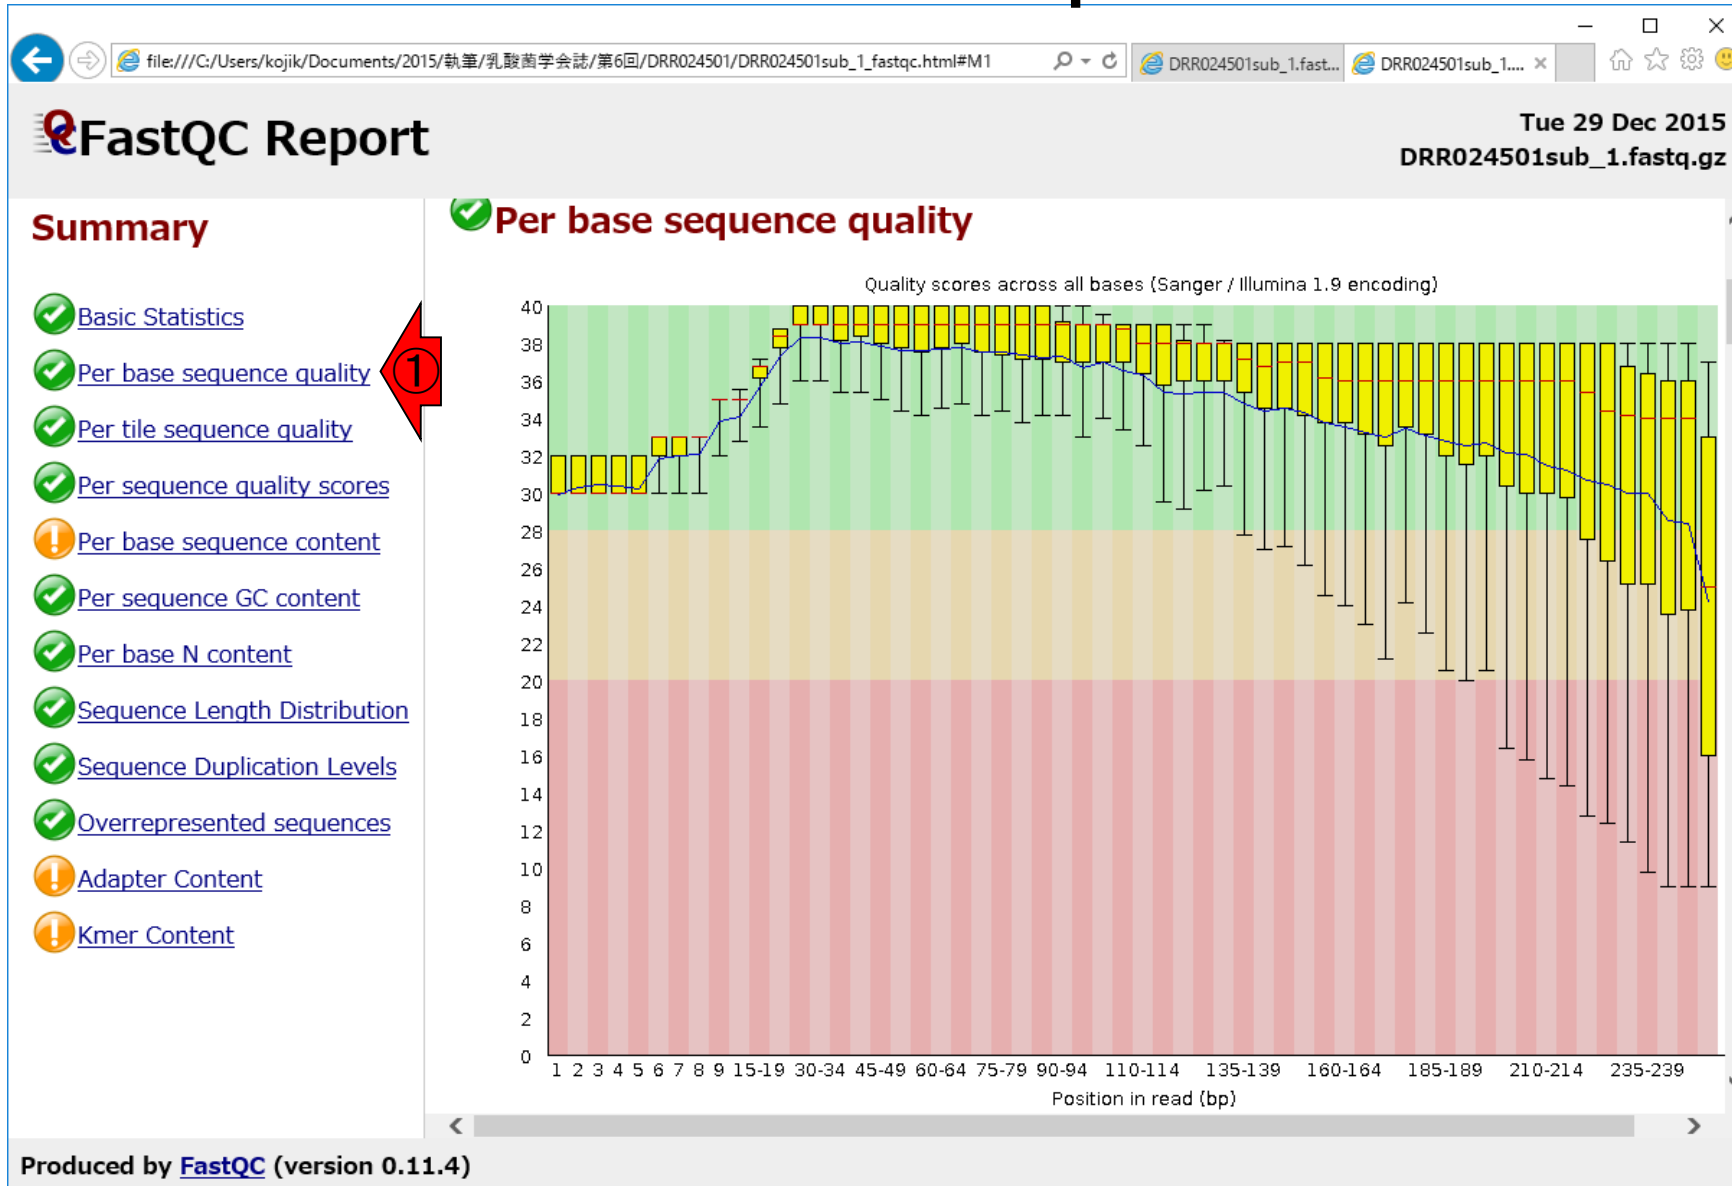 file:///C:/Users/kojik/Documents/2015/執筆/乳酸菌学会誌/第6回/DRR024501/DRR024501sub_1_fastqc.html#M1
DRR024501sub_1.fast...
DRR024501sub_1....
FastQC Report
Tue 29 Dec 2015
DRR024501sub_1.fastq.gz
Summary
Basic Statistics
Per base sequence quality
①
Per tile sequence quality
Per sequence quality scores
Per base sequence content
Per sequence GC content
Per base N content
Sequence Length Distribution
Sequence Duplication Levels
Overrepresented sequences
Adapter Content
Kmer Content
Per base sequence quality
Quality scores across all bases (Sanger / Illumina 1.9 encoding)
40
38
36
34
32
30
28
26
24
22
20
18
16
14
12
10
8
6
4
2
0
1 2 3 4 5 6 7 8 9 15-19 30-34 45-49 60-64 75-79 90-94 110-114 135-139 160-164 185-189 210-214 235-239
Position in read (bp)
Produced by FastQC (version 0.11.4)